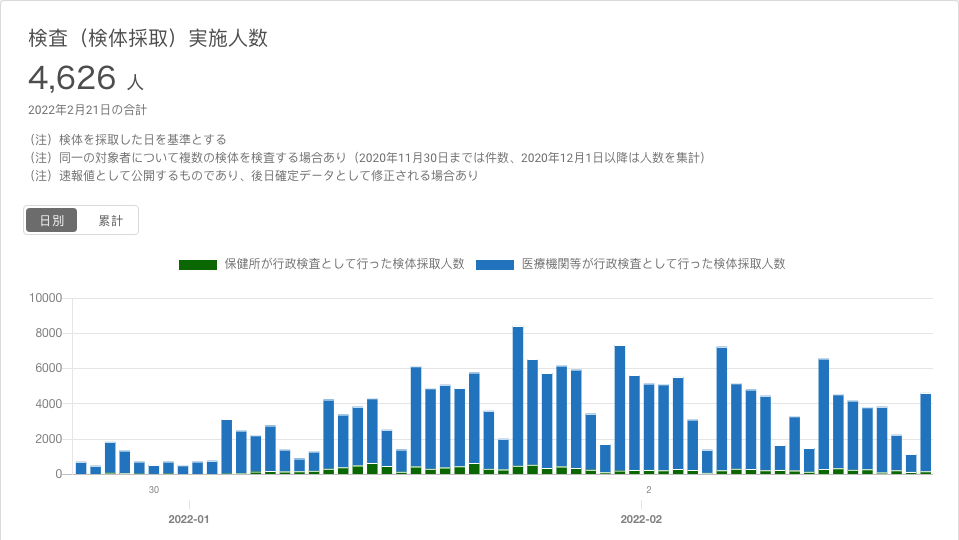 検査（検体採取）実施人数
4,626 人
2022年2月21日の合計
（注）検体を採取した日を基準とする
（注）同一の対象者について複数の検体を検査する場合あり（2020年11月30日までは件数、2020年12月1日以降は人数を集計）
（注）速報値として公開するものであり、後日確定データとして修正される場合あり
日別 累計
保健所が行政検査として行った検体採取人数 医療機関等が行政検査として行った検体採取人数
10000
8000
6000
4000
2000
0
30 2
2022-01 2022-02